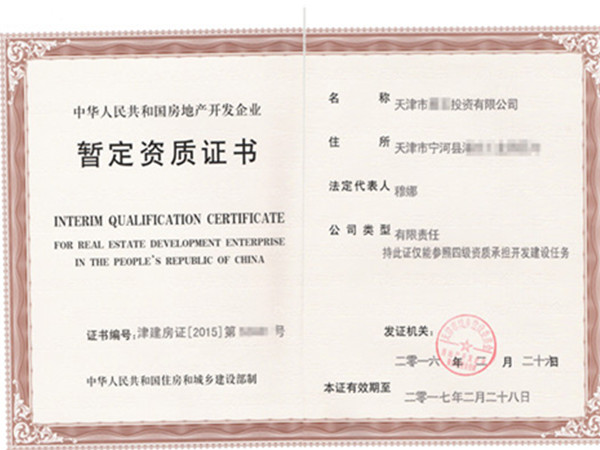 中华人民共和国房地产开发企业
暂定资质证书
INTERIM QUALIFICATION CERTIFICATE
FOR REAL ESTATE DEVELOPMENT ENTERPRISE
IN THE PEOPLE'S REPUBLIC OF CHINA
证书编号: 津建房证[2015]第 号
中华人民共和国住房和城乡建设部制
名 称 天津市 投资有限公司
住 所 天津市宁河县
法定代表人 穆娜
公司类型 有限责任
持此证仅能参照四级资质承担开发建设任务
发证机关:
二〇一六 年 二 月 二十六日
本证有效期至 二〇一七年二月二十八日